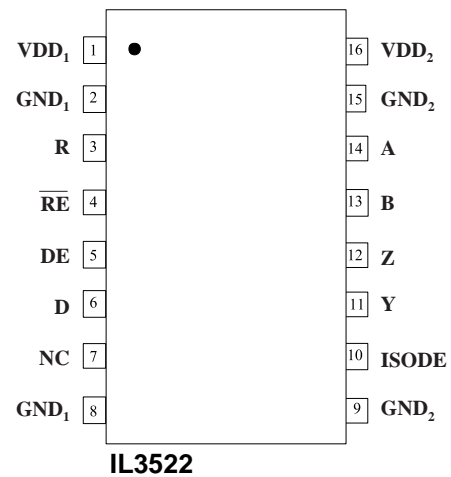 VDD₁ 1 16 VDD₂
GND₁ 2 15 GND₂
R 3 14 A
R̅E̅ 4 13 B
DE 5 12 Z
D 6 11 Y
NC 7 10 ISODE
GND₁ 8 9 GND₂
IL3522